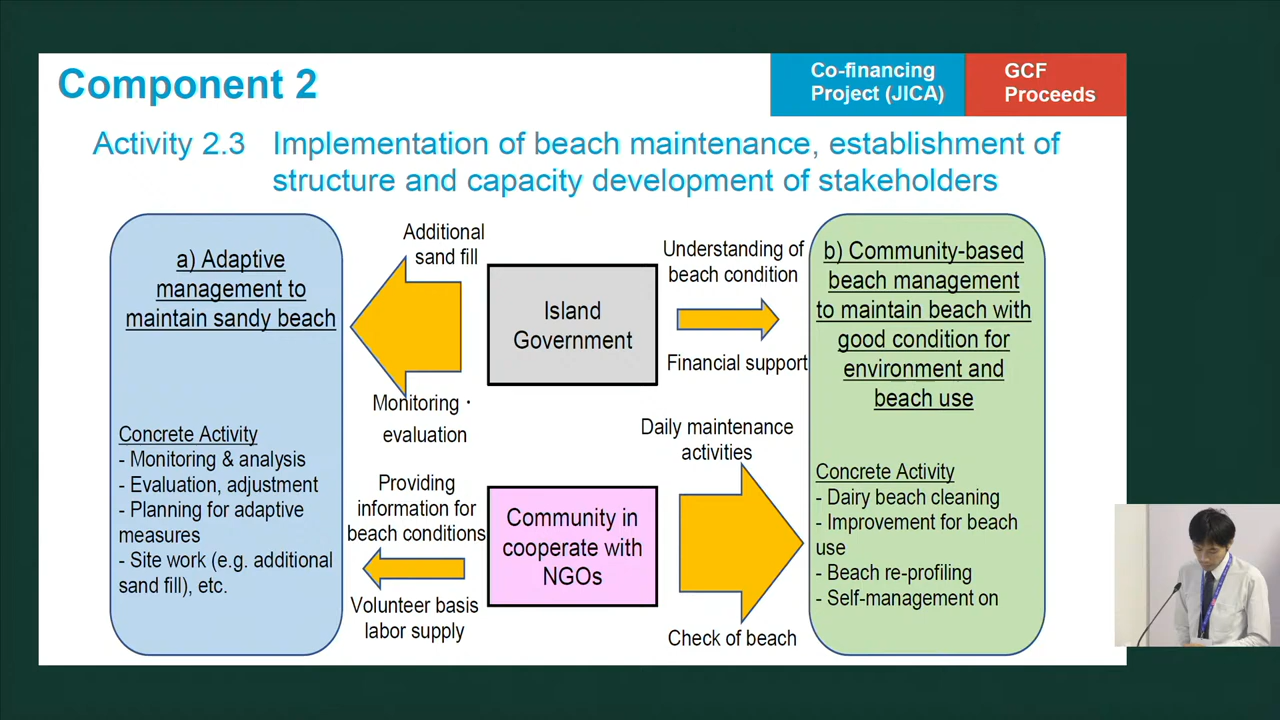 Component 2
Co-financing
Project (JICA)
GCF
Proceeds
Activity 2.3 Implementation of beach maintenance, establishment of
structure and capacity development of stakeholders
a) Adaptive
management to
maintain sandy beach
Concrete Activity
- Monitoring & analysis
- Evaluation, adjustment
- Planning for adaptive
measures
- Site work (e.g. additional
sand fill), etc.
Additional
sand fill
Monitoring・
evaluation
Providing
information for
beach conditions
Volunteer basis
labor supply
Island
Government
Community in
cooperate with
NGOs
Understanding of
beach condition
Financial support
Daily maintenance
activities
Check of beach
b) Community-based
beach management
to maintain beach with
good condition for
environment and
beach use
Concrete Activity
- Dairy beach cleaning
- Improvement for beach
use
- Beach re-profiling
- Self-management on